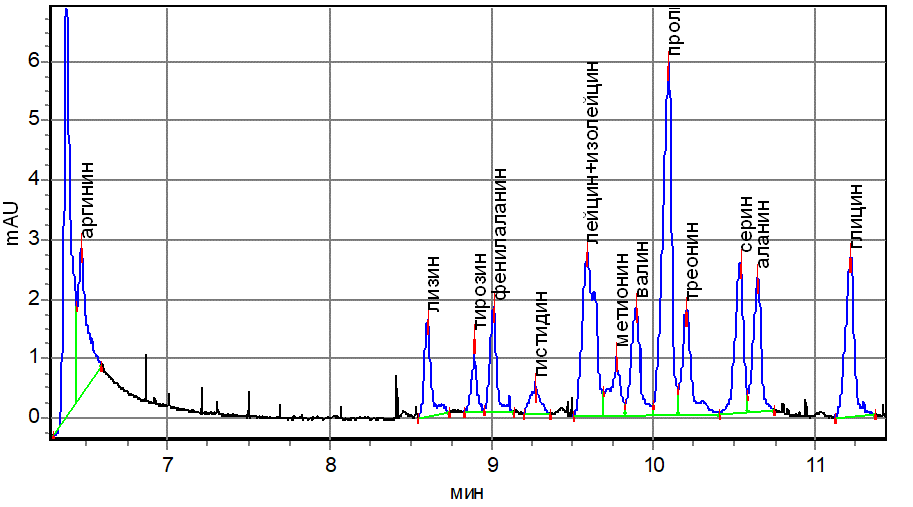 mAU
6
5
4
3
2
1
0
аргинин
лизин
тирозин
фенилаланин
гистидин
лейцин+изолейцин
метионин
валин
проли
треонин
серин
аланин
глицин
7
8
9
10
11
мин